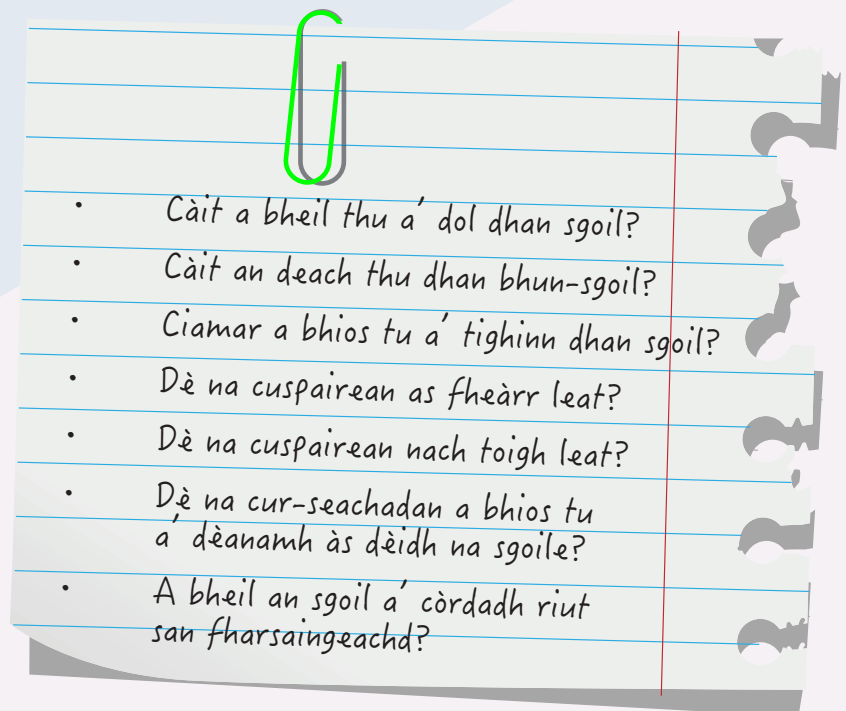 • Càit a bheil thu a’ dol dhan sgoil?
• Càit an deach thu dhan bhun-sgoil?
• Ciamar a bhios tu a’ tighinn dhan sgoil?
• Dè na cuspairean as fheàrr leat?
• Dè na cuspairean nach toigh leat?
• Dè na cur-seachadan a bhios tu
a’ dèanamh às dèidh na sgoile?
• A bheil an sgoil a’ còrdadh riut
san fharsaingeachd?